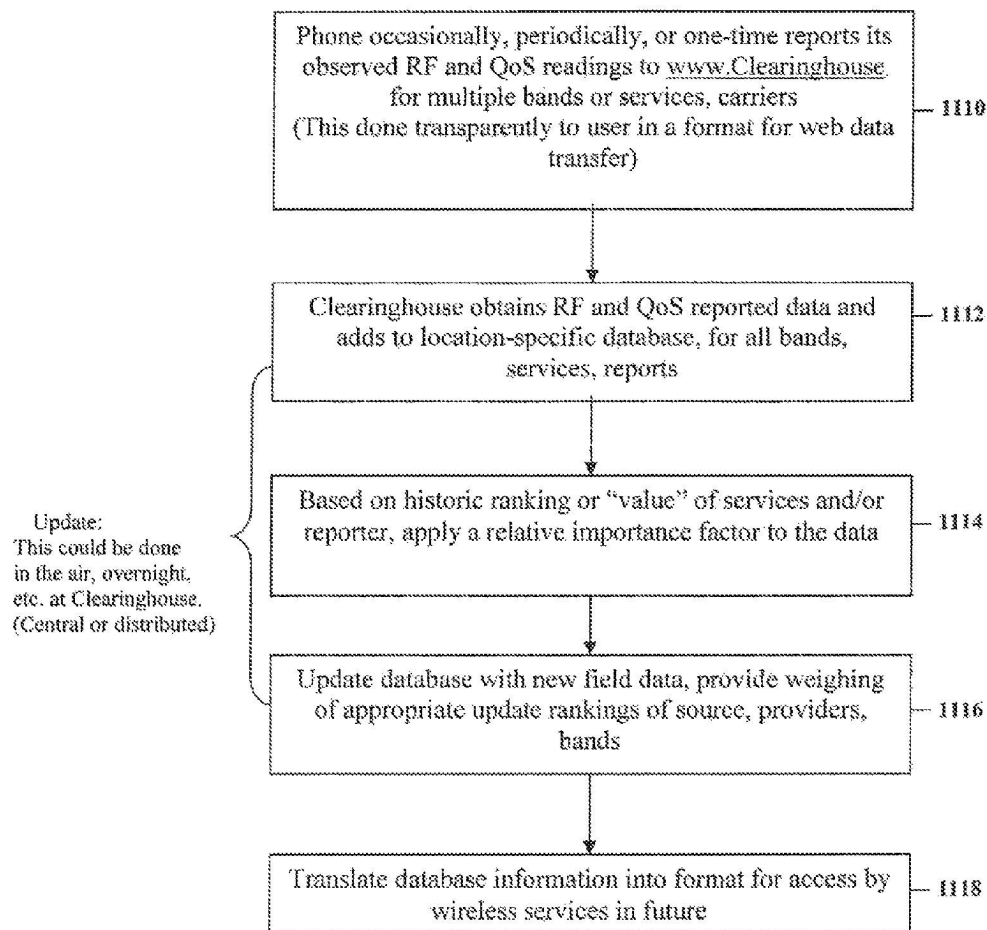 Phone occasionally, periodically, or one-time reports its
observed RF and QoS readings to www.Clearinghouse
for multiple bands or services, carriers
(This done transparently to user in a format for web data
transfer)
1110
Clearinghouse obtains RF and QoS reported data and
adds to location-specific database, for all bands,
services, reports
1112
Based on historic ranking or “value” of services and/or
reporter, apply a relative importance factor to the data
1114
Update:
This could be done
in the air, overnight,
etc. at Clearinghouse.
(Central or distributed)
Update database with new field data, provide weighing
of appropriate update rankings of source, providers,
bands
1116
Translate database information into format for access by
wireless services in future
1118